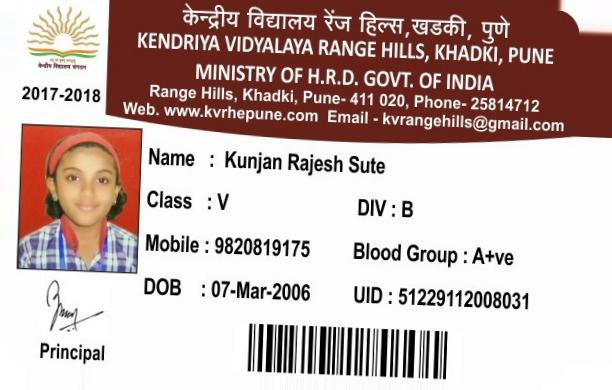 केन्द्रीय विद्यालय रेंज हिल्स,खडकी, पुणे
KENDRIYA VIDYALAYA RANGE HILLS, KHADKI, PUNE
MINISTRY OF H.R.D. GOVT. OF INDIA
Range Hills, Khadki, Pune- 411 020, Phone- 25814712
Web. www.kvrhepune.com Email - kvrangehills@gmail.com
केन्द्रीय विद्यालय संगठन
2017-2018
Name : Kunjan Rajesh Sute
Class : V DIV : B
Mobile : 9820819175 Blood Group : A+ve
DOB : 07-Mar-2006 UID : 51229112008031
Principal